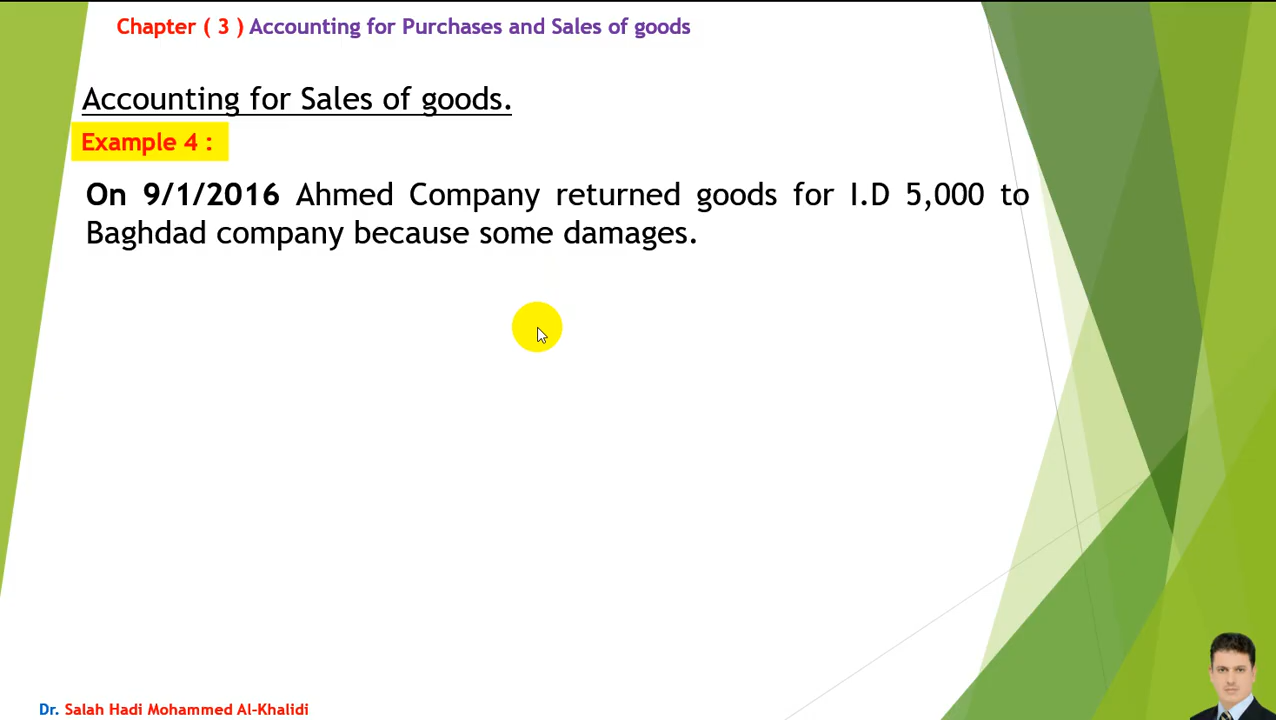 Chapter ( 3 ) Accounting for Purchases and Sales of goods
Accounting for Sales of goods.
Example 4 :
On 9/1/2016 Ahmed Company returned goods for I.D 5,000 to
Baghdad company because some damages.
Dr. Salah Hadi Mohammed Al-Khalidi